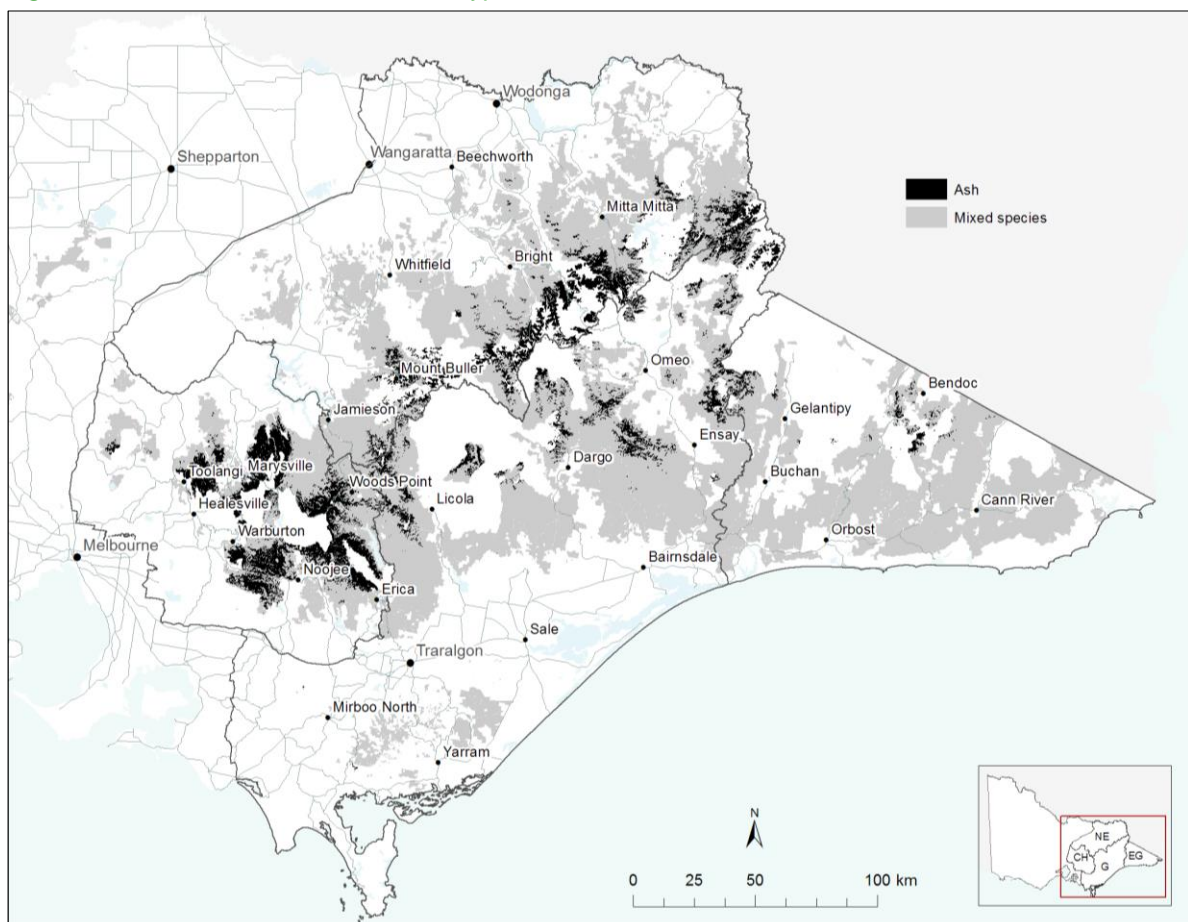 Wodonga
Shepparton
Wangaratta
Beechworth
Ash
Mixed species
Mitta Mitta
Whitfield
Bright
Omeo
Mount Buller
Bendoc
Jamieson
Gelantipy
Ensay
Marysville
Toolangi
Dargo
Woods Point
Buchan
Licola
Healesville
Cann River
Warburton
Orbost
Melbourne
Bairnsdale
Noojee
Erica
Sale
Traralgon
Mirboo North
Yarram
N
0 25 50 100 km
NE
CH
G
EG